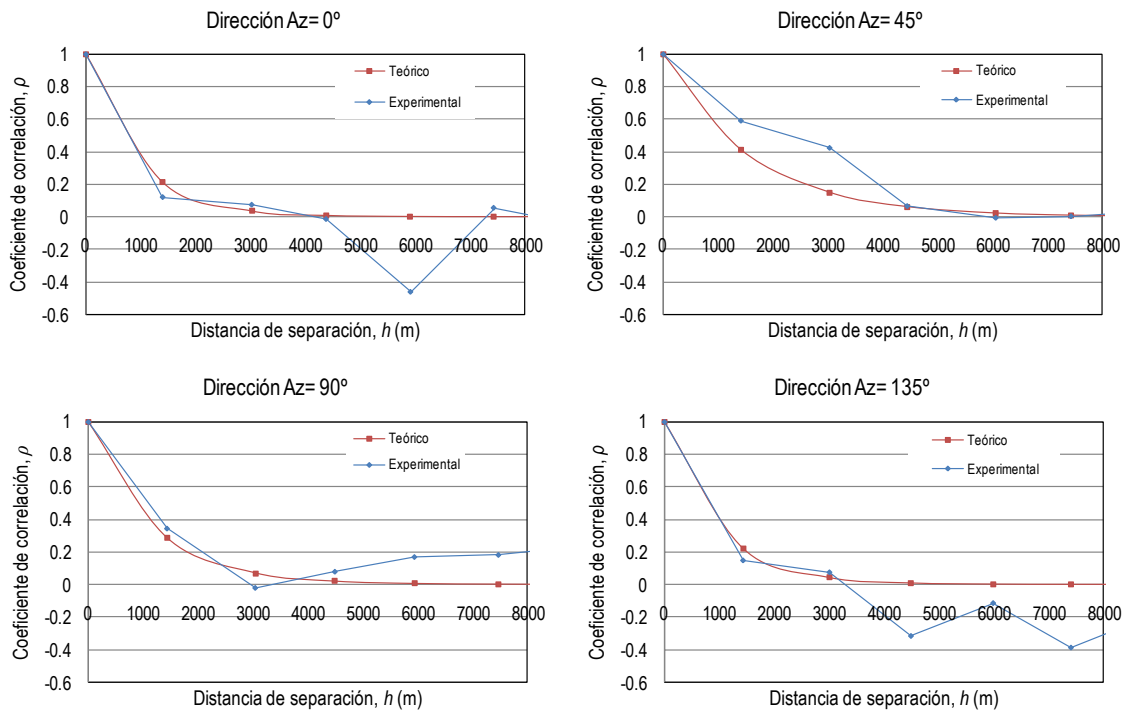 Dirección Az= 0º
1
0.8
0.6
0.4
0.2
0
-0.2
-0.4
-0.6
0 1000 2000 3000 4000 5000 6000 7000 8000
Coeficiente de correlación, ρ
Distancia de separación, h (m)
Teórico
Experimental
Dirección Az= 45º
1
0.8
0.6
0.4
0.2
0
-0.2
-0.4
-0.6
0 1000 2000 3000 4000 5000 6000 7000 8000
Coeficiente de correlación, ρ
Distancia de separación, h (m)
Teórico
Experimental
Dirección Az= 90º
1
0.8
0.6
0.4
0.2
0
-0.2
-0.4
-0.6
0 1000 2000 3000 4000 5000 6000 7000 8000
Coeficiente de correlación, ρ
Distancia de separación, h (m)
Teórico
Experimental
Dirección Az= 135º
1
0.8
0.6
0.4
0.2
0
-0.2
-0.4
-0.6
0 1000 2000 3000 4000 5000 6000 7000 8000
Coeficiente de correlación, ρ
Distancia de separación, h (m)
Teórico
Experimental